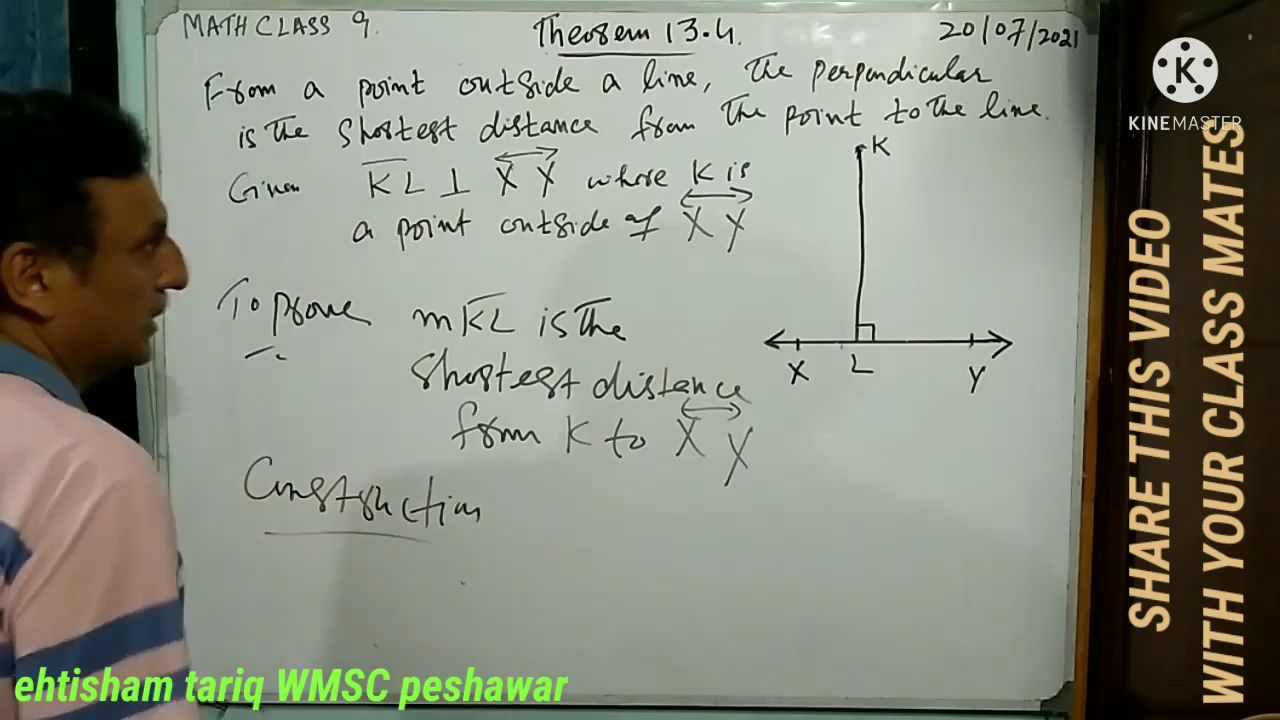 MATH CLASS 9.
Theorem 13.4.
20/07/2021
From a point outside a line, the perpendicular
is the shortest distance from the point to the line.
Given KL ⊥ XY where K is
a point outside of XY
To prove mKL is the
shortest distance
from K to XY
Construction
K
X L Y
K
KINEMASTER
SHARE THIS VIDEO
WITH YOUR CLASS MATES
ehtisham tariq WMSC peshawar